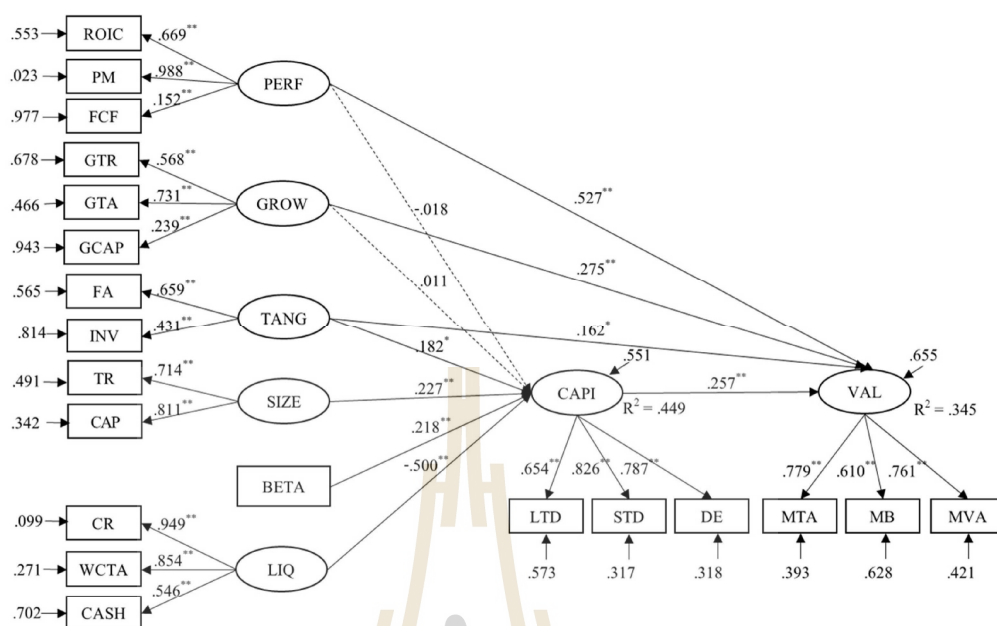 .553 ROIC .669**
.023 PM .988** PERF
.977 FCF .152**
.678 GTR .568**
.466 GTA .731** GROW -.018 .527**
.943 GCAP .239**
.011 .275**
.565 FA .659** TANG
.814 INV .431** .182* .162* .551 .655
.491 TR .714** SIZE .227** CAPI .257** VAL
.342 CAP .811** R² = .449 R² = .345
.218**
-.500**
BETA
.654** .826** .787** .779** .610** .761**
LTD STD DE MTA MB MVA
.573 .317 .318 .393 .628 .421
.099 CR .949**
.271 WCTA .854** LIQ
.702 CASH .546**